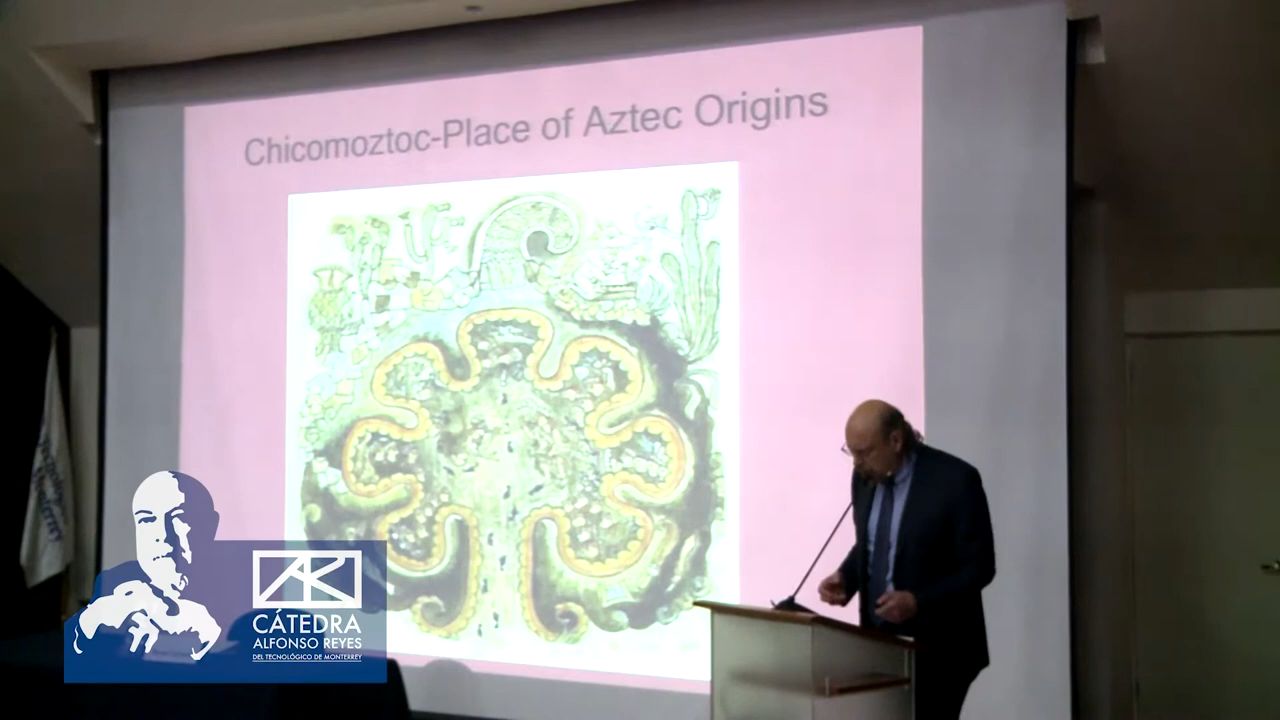 Chicomoztoc-Place of Aztec Origins
CÁTEDRA
ALFONSO REYES
DEL TECNOLÓGICO DE MONTERREY